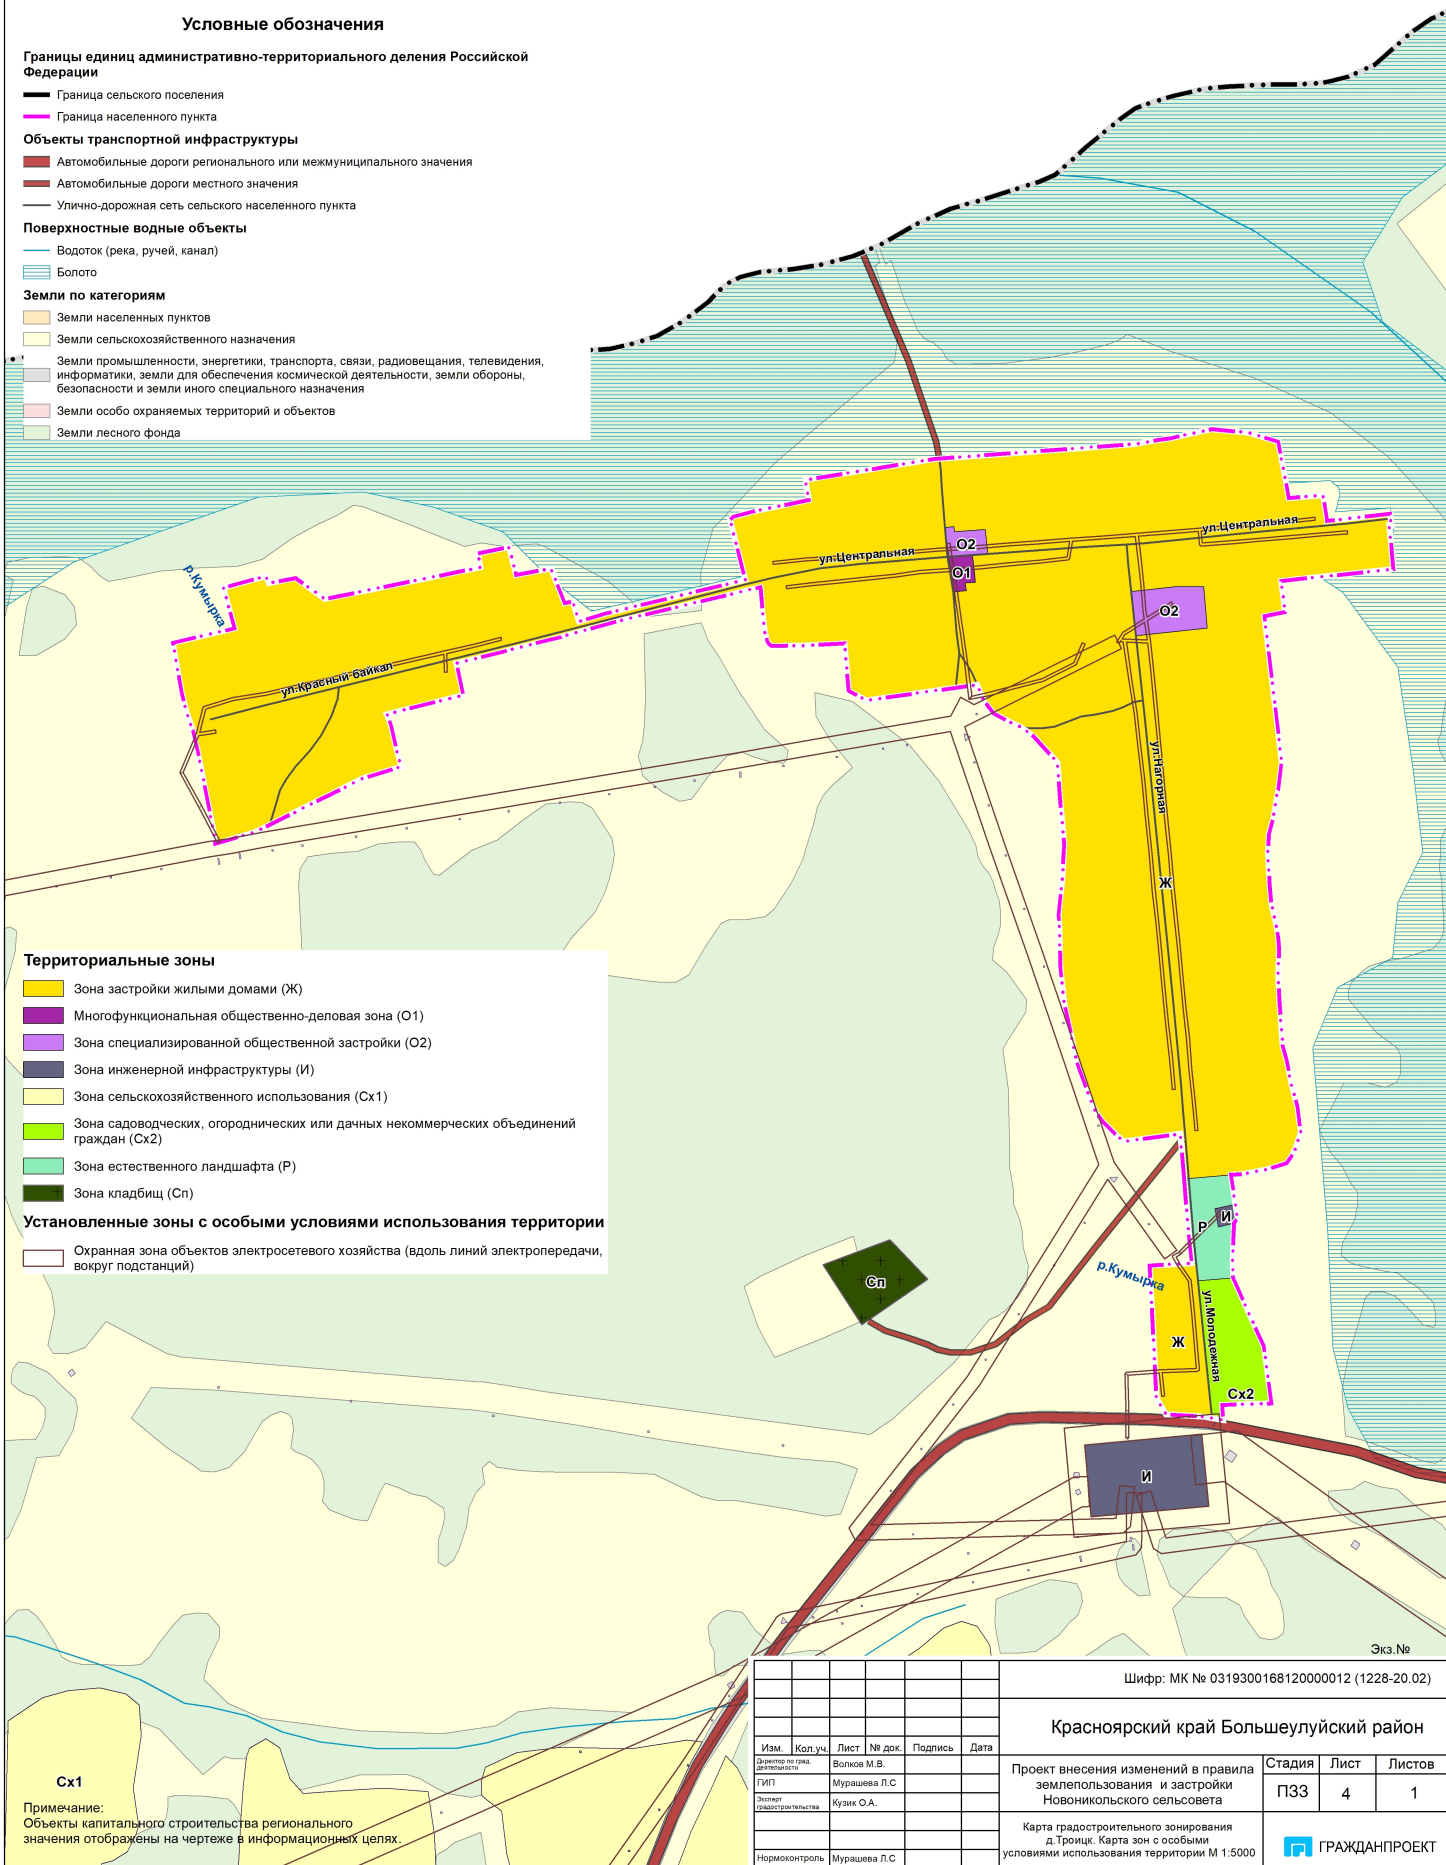 Условные обозначения
Границы единиц административно-территориального деления Российской
Федерации
Граница сельского поселения
Граница населенного пункта
Объекты транспортной инфраструктуры
Автомобильные дороги регионального или межмуниципального значения
Автомобильные дороги местного значения
Улично-дорожная сеть сельского населенного пункта
Поверхностные водные объекты
Водоток (река, ручей, канал)
Болото
Земли по категориям
Земли населенных пунктов
Земли сельскохозяйственного назначения
Земли промышленности, энергетики, транспорта, связи, радиовещания, телевидения,
информатики, земли для обеспечения космической деятельности, земли обороны,
безопасности и земли иного специального назначения
Земли особо охраняемых территорий и объектов
Земли лесного фонда
ул.Центральная
ул.Центральная
О2
О1
О2
р.Кумырка
ул.Красный байкал
ул.Нагорная
Ж
Территориальные зоны
Зона застройки жилыми домами (Ж)
Многофункциональная общественно-деловая зона (О1)
Зона специализированной общественной застройки (О2)
Зона инженерной инфраструктуры (И)
Зона сельскохозяйственного использования (Сх1)
Зона садоводческих, огороднических или дачных некоммерческих объединений
граждан (Сх2)
Зона естественного ландшафта (Р)
Зона кладбищ (Сп)
Установленные зоны с особыми условиями использования территории
Охранная зона объектов электросетевого хозяйства (вдоль линий электропередачи,
вокруг подстанций)
Р
И
Сп
р.Кумырка
ул.Молодежная
Ж
Сх2
И
Сх1
Примечание:
Объекты капитального строительства регионального
значения отображены на чертеже в информационных целях.
Экз.№
Шифр: МК № 0319300168120000012 (1228-20.02)
Красноярский край Большеулуйский район
Изм.
Кол.уч.
Лист
№ док.
Подпись
Дата
Директор по град.
деятельности
Волков М.В.
ГИП
Мурашева Л.С
Эксперт
градостроительства
Кузик О.А.
Нормоконтроль
Мурашева Л.С
Проект внесения изменений в правила
землепользования и застройки
Новоникольского сельсовета
Стадия
Лист
Листов
ПЗЗ
4
1
Карта градостроительного зонирования
д.Троицк. Карта зон с особыми
условиями использования территории М 1:5000
ГРАЖДАНПРОЕКТ